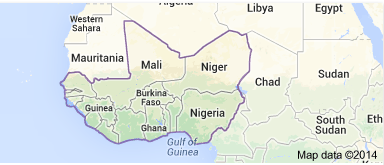 Algeria
Libya
Egypt
Western
Sahara
Mauritania
Mali
Niger
Chad
Sudan
Burkina
Faso
Guinea
Nigeria
Ghana
South
Sudan
Gulf of
Guinea
Map data ©2014